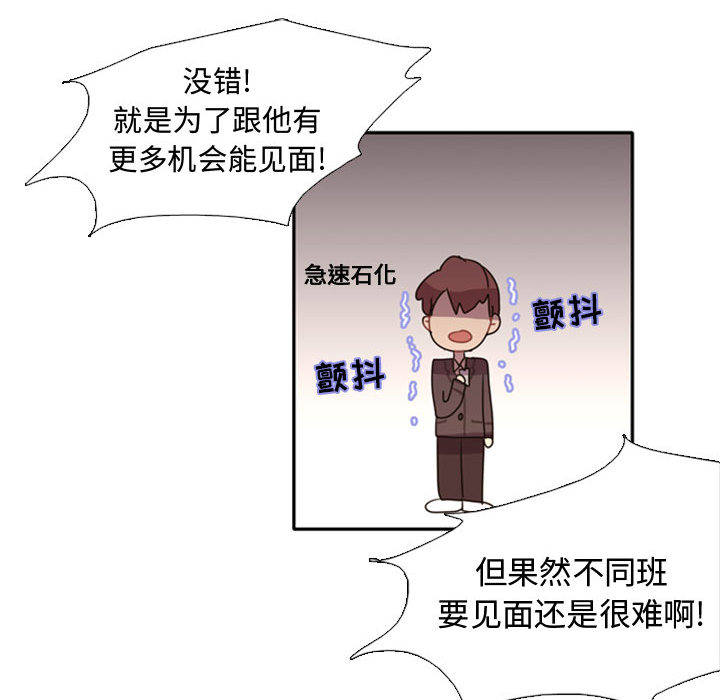 没错!
就是为了跟他有
更多机会能见面!
急速石化
颤抖
颤抖
但果然不同班
要见面还是很难啊!